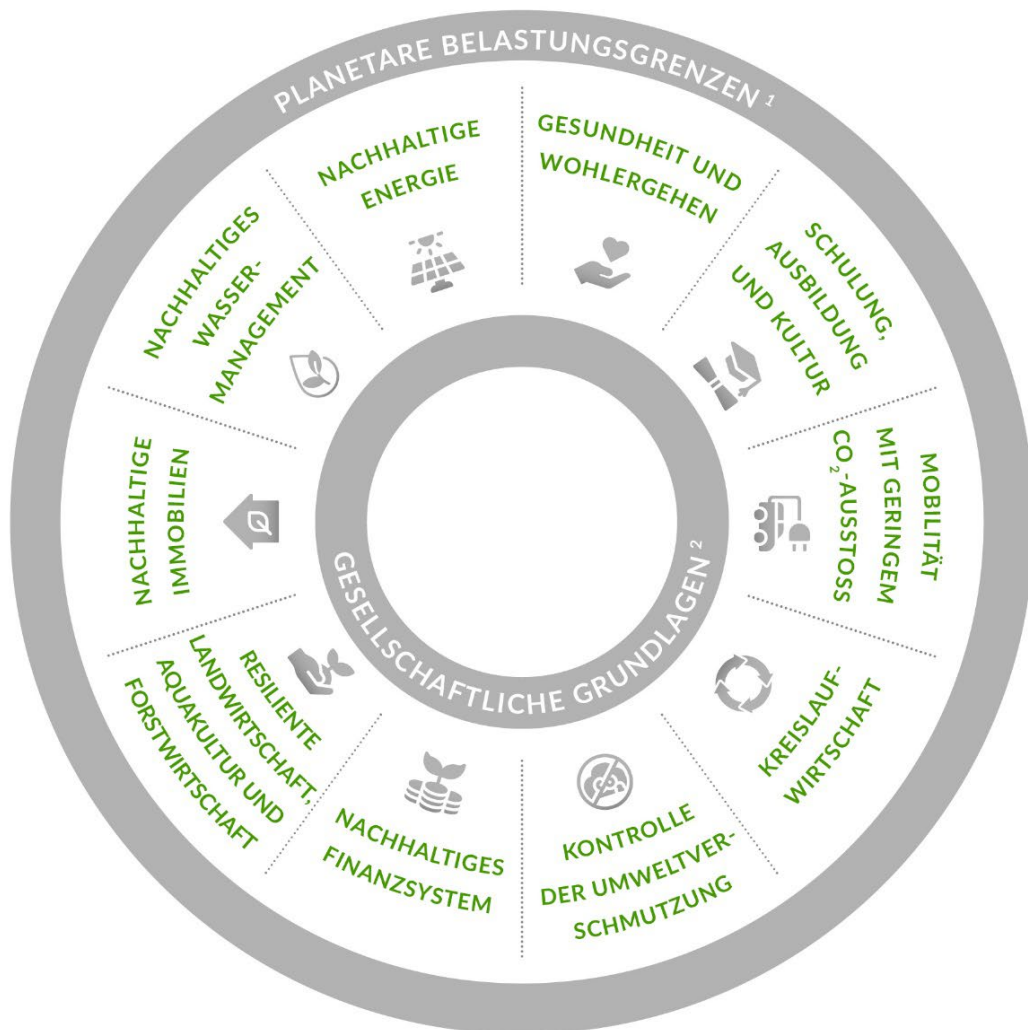 PLANETARE BELASTUNGSGRENZEN ¹
GESUNDHEIT UND
WOHLERGEHEN
SCHULUNG,
AUSBILDUNG
UND KULTUR
MOBILITÄT
MIT GERINGEM
CO₂-AUSSTOSS
KREISLAUF-
WIRTSCHAFT
KONTROLLE
DER UMWELTVER-
SCHMUTZUNG
NACHHALTIGES
FINANZSYSTEM
RESILIENTE
LANDWIRTSCHAFT,
AQUAKULTUR UND
FORSTWIRTSCHAFT
NACHHALTIGE
IMMOBILIEN
NACHHALTIGES
WASSER-
MANAGEMENT
NACHHALTIGE
ENERGIE
GESELLSCHAFTLICHE GRUNDLAGEN ²